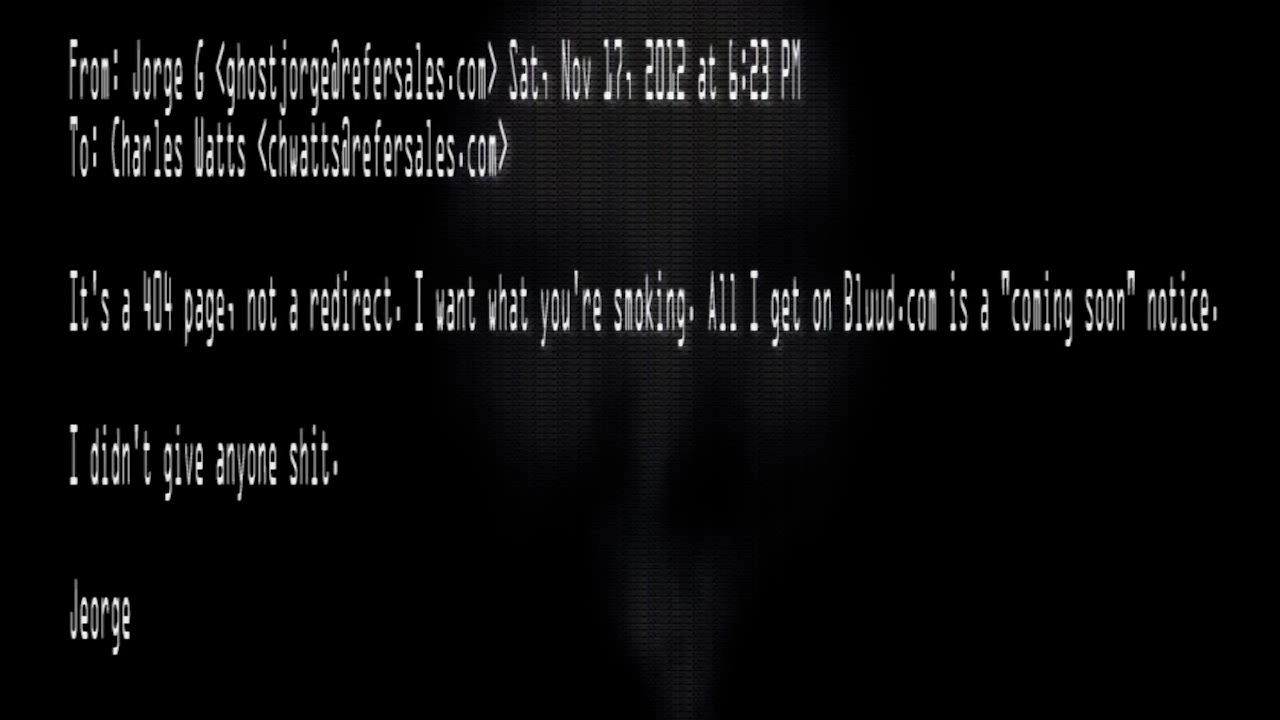 From: Jorge G <ghostjorge@refersales.com> Sat, Nov 17, 2012 at 6:23 PM
To: Charles Watts <chwatts@refersales.com>
It's a 404 page, not a redirect. I want what you're smoking. All I get on Bluud.com is a "coming soon" notice.
I didn't give anyone shit.
Jeorge